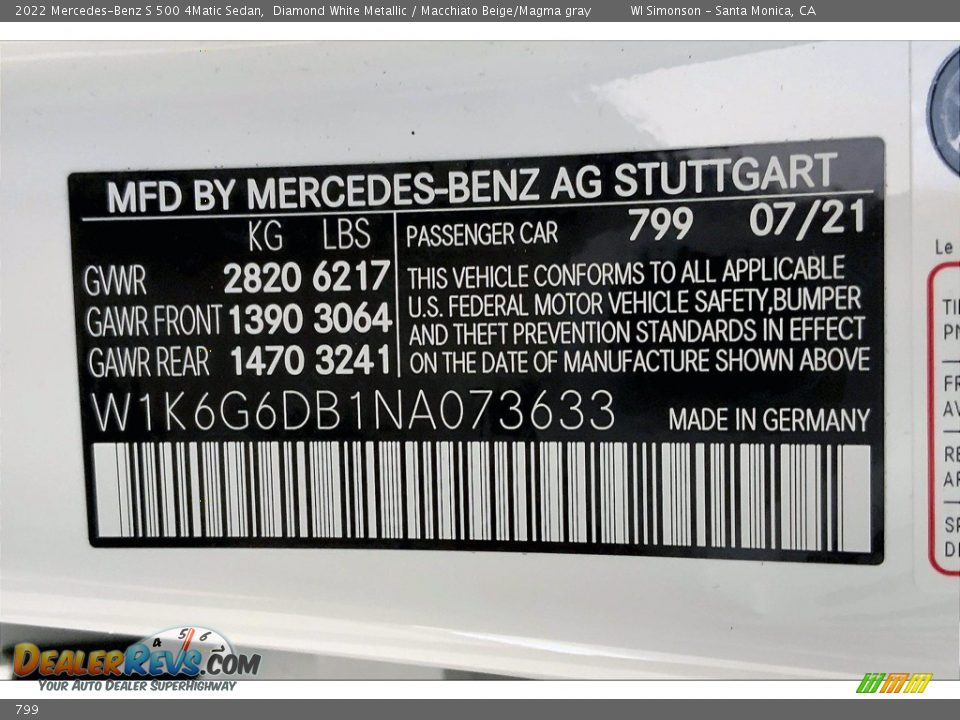 2022 Mercedes-Benz S 500 4Matic Sedan, Diamond White Metallic / Macchiato Beige/Magma gray WI Simonson - Santa Monica, CA
MFD BY MERCEDES-BENZ AG STUTTGART
KG LBS
GVWR 2820 6217
GAWR FRONT 1390 3064
GAWR REAR 1470 3241
PASSENGER CAR 799 07/21
THIS VEHICLE CONFORMS TO ALL APPLICABLE
U.S. FEDERAL MOTOR VEHICLE SAFETY,BUMPER
AND THEFT PREVENTION STANDARDS IN EFFECT
ON THE DATE OF MANUFACTURE SHOWN ABOVE
W1K6G6DB1NA073633 MADE IN GERMANY
Le
4 5 6
DEALERREVS.COM
YOUR AUTO DEALER SUPERHIGHWAY
799